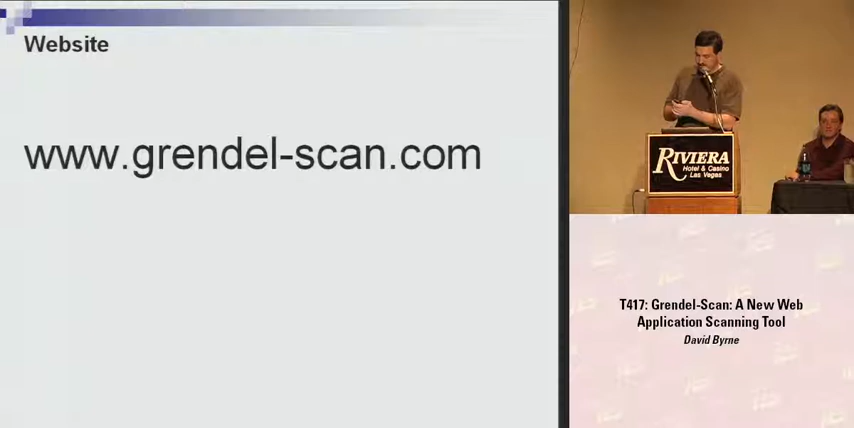 Website
www.grendel-scan.com
RIVIERA
Hotel & Casino
Las Vegas
T417: Grendel-Scan: A New Web
Application Scanning Tool
David Byrne